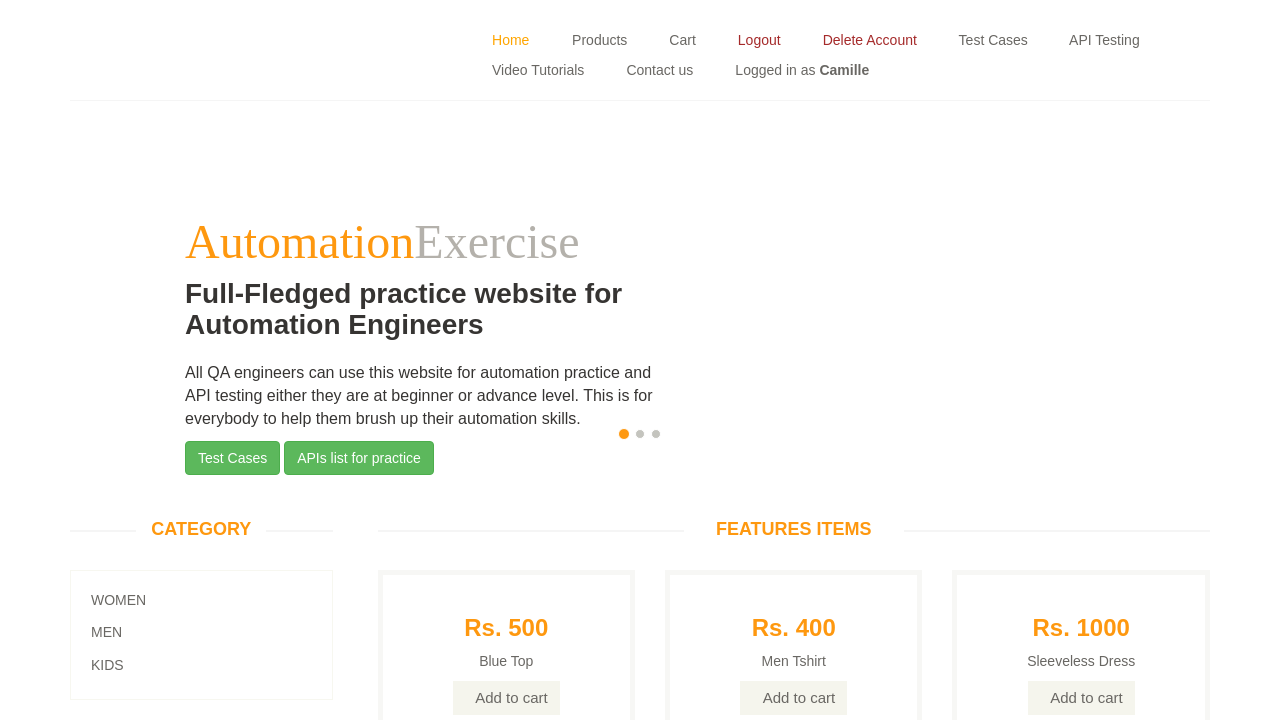 Home Products Cart Logout Delete Account Test Cases API Testing
Video Tutorials Contact us Logged in as Camille
AutomationExercise
Full-Fledged practice website for
Automation Engineers
All QA engineers can use this website for automation practice and
API testing either they are at beginner or advance level. This is for
everybody to help them brush up their automation skills.
Test Cases APIs list for practice
CATEGORY
WOMEN
MEN
KIDS
FEATURES ITEMS
Rs. 500
Blue Top
Add to cart
Rs. 400
Men Tshirt
Add to cart
Rs. 1000
Sleeveless Dress
Add to cart